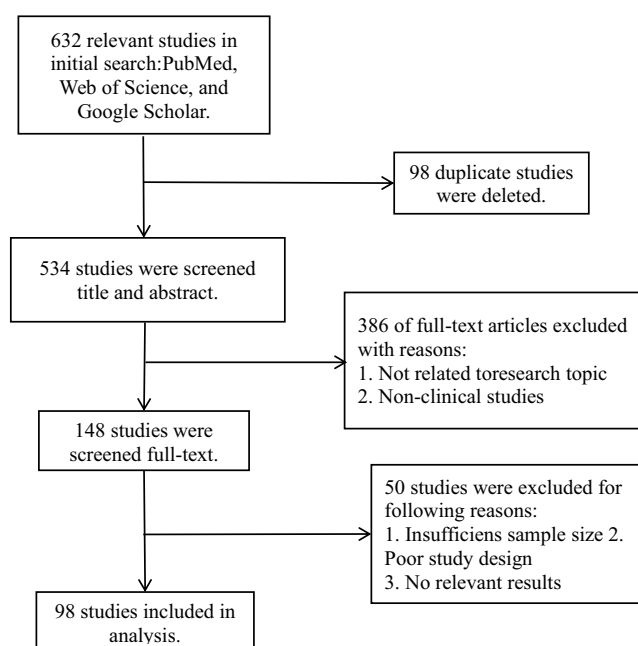 632 relevant studies in
initial search:PubMed,
Web of Science, and
Google Scholar.
98 duplicate studies
were deleted.
534 studies were screened
title and abstract.
386 of full-text articles excluded
with reasons:
1. Not related toresearch topic
2. Non-clinical studies
148 studies were
screened full-text.
50 studies were excluded for
following reasons:
1. Insufficiens sample size 2.
Poor study design
3. No relevant results
98 studies included in
analysis.